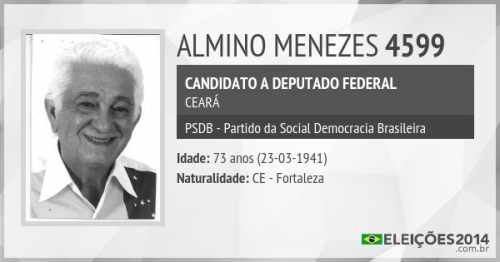 ALMINO MENEZES 4599
CANDIDATO A DEPUTADO FEDERAL
CEARÁ
PSDB - Partido da Social Democracia Brasileira
Idade: 73 anos (23-03-1941)
Naturalidade: CE - Fortaleza
ELEIÇÕES2014
.com.br